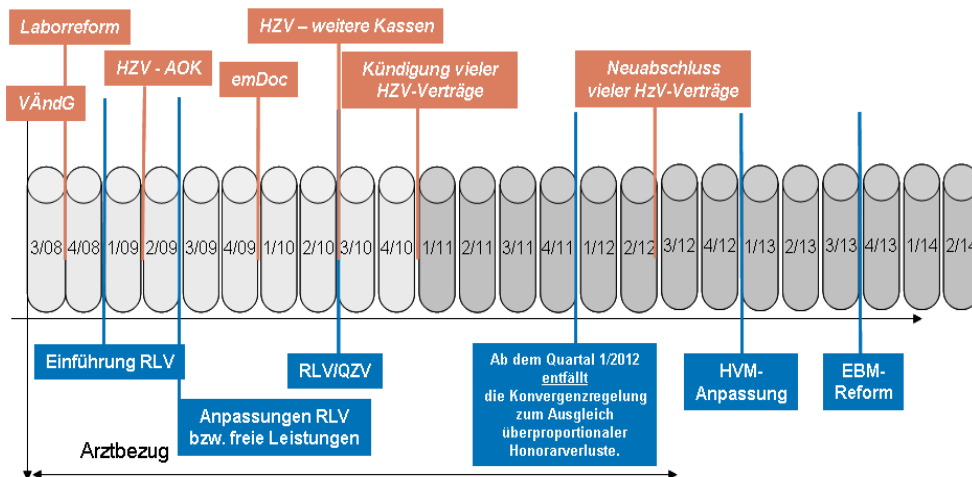 Laborreform
HZV – weitere Kassen
HZV - AOK
emDoc
Kündigung vieler
HZV-Verträge
Neuabschluss
vieler HzV-Verträge
VÄndG
3/08 4/08 1/09 2/09 3/09 4/09 1/10 2/10 3/10 4/10 1/11 2/11 3/11 4/11 1/12 2/12 3/12 4/12 1/13 2/13 3/13 4/13 1/14 2/14
Einführung RLV
RLV/QZV
Ab dem Quartal 1/2012
entfällt
die Konvergenzregelung
zum Ausgleich
überproportionaler
Honorarverluste.
HVM-
Anpassung
EBM-
Reform
Anpassungen RLV
bzw. freie Leistungen
Arztbezug